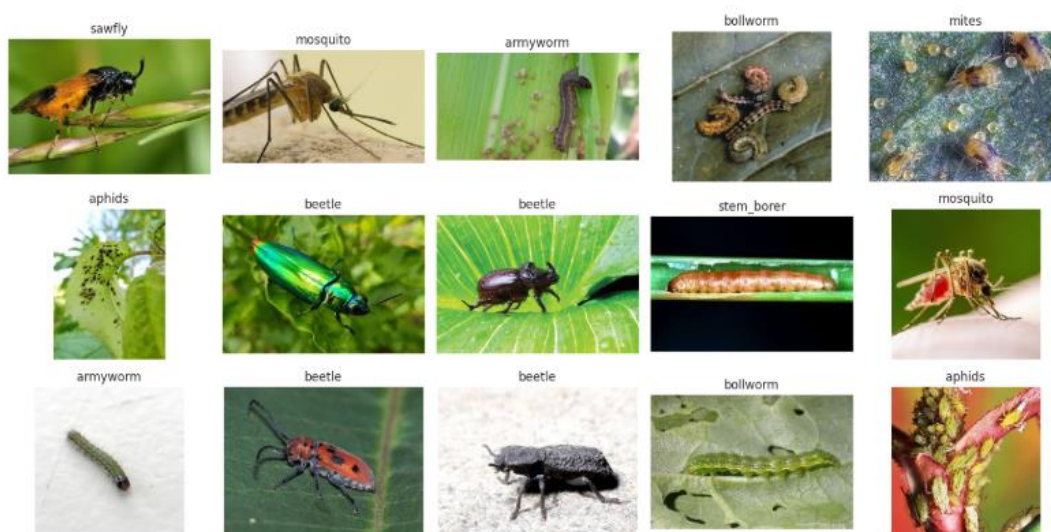 sawfly
mosquito
armyworm
bollworm
mites
aphids
beetle
beetle
stem_borer
mosquito
armyworm
beetle
beetle
bollworm
aphids